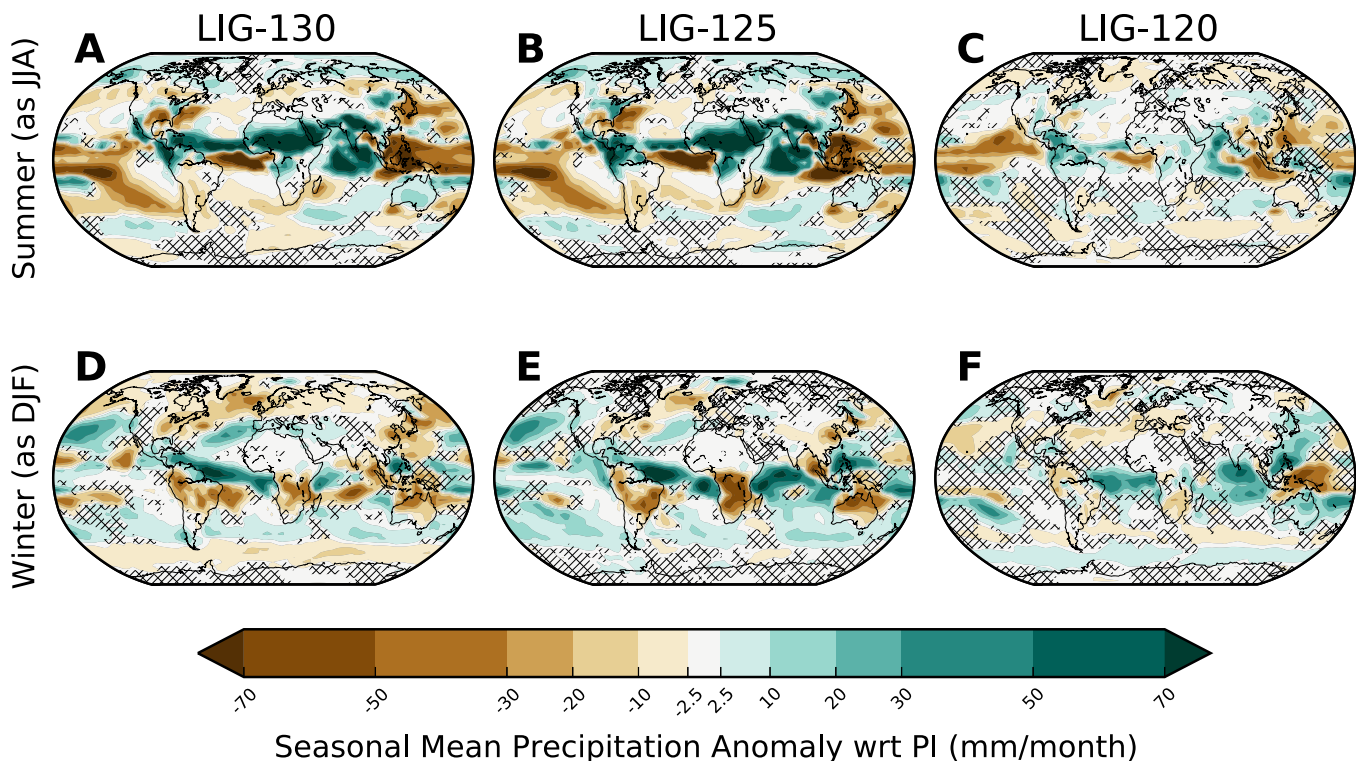 LIG-130
LIG-125
LIG-120
Summer (as JJA)
A
B
C
Winter (as DJF)
D
E
F
-70
-50
-30
-20
-10
-2.5
2.5
10
20
30
50
70
Seasonal Mean Precipitation Anomaly wrt PI (mm/month)